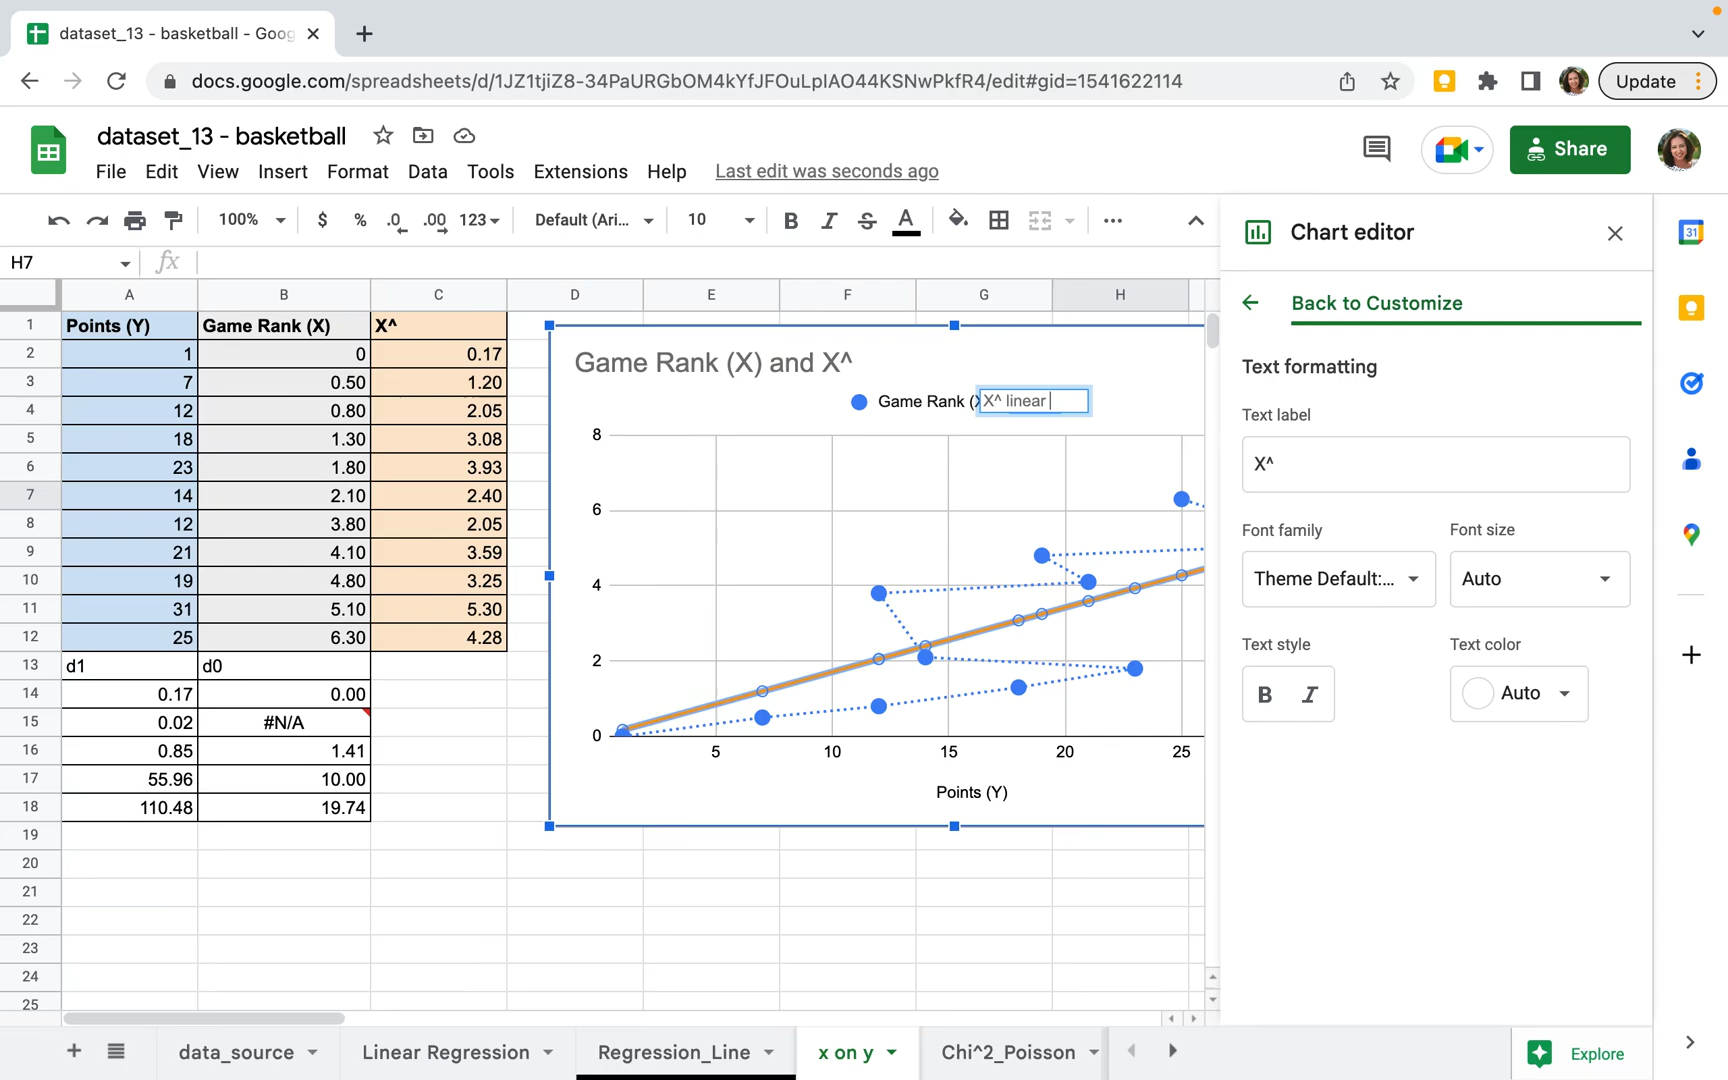 dataset_13 - basketball - Goog
docs.google.com/spreadsheets/d/1JZ1tjiZ8-34PaURGbOM4kYfJFOuLpIAO44KSNwPkfR4/edit#gid=1541622114
Update
dataset_13 - basketball
Share
File Edit View Insert Format Data Tools Extensions Help Last edit was seconds ago
100% $ % .0 .00 123 Default (Ari... 10 B I S A
H7 fx
Chart editor
Back to Customize
Text formatting
Text label
X^
Font family Font size
Theme Default:... Auto
Text style Text color
B I Auto
A B C D E F G H
1 Points (Y) Game Rank (X) X^
2 1 0 0.17
3 7 0.50 1.20
4 12 0.80 2.05
5 18 1.30 3.08
6 23 1.80 3.93
7 14 2.10 2.40
8 12 3.80 2.05
9 21 4.10 3.59
10 19 4.80 3.25
11 31 5.10 5.30
12 25 6.30 4.28
13 d1 d0
14 0.17 0.00
15 0.02 #N/A
16 0.85 1.41
17 55.96 10.00
18 110.48 19.74
19
20
21
22
23
24
25
Game Rank (X) and X^
Game Rank (X X^ linear
8
6
4
2
0
5 10 15 20 25
Points (Y)
data_source Linear Regression Regression_Line x on y Chi^2_Poisson
Explore
31